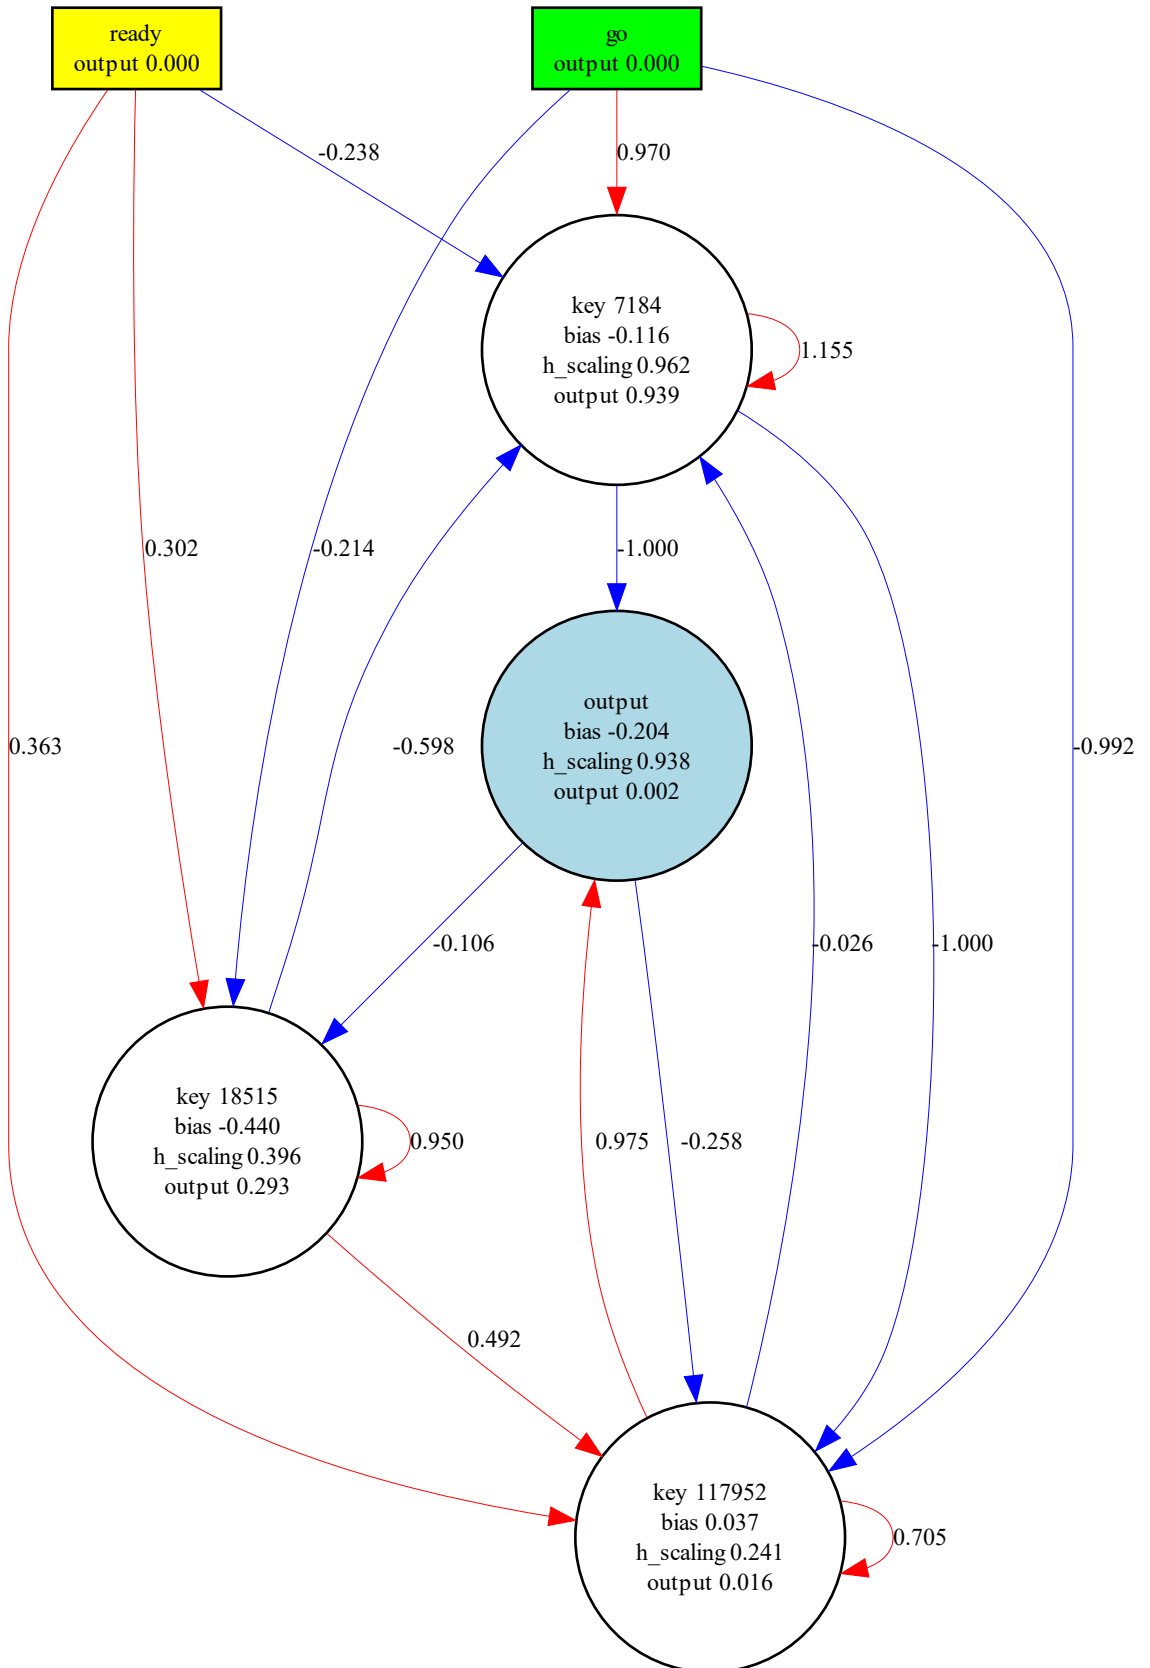 ready
output 0.000
go
output 0.000
-0.238
0.970
key 7184
bias -0.116
h_scaling 0.962
output 0.939
1.155
0.302
-0.214
-1.000
output
bias -0.204
h_scaling 0.938
output 0.002
0.363
-0.598
-0.992
-0.106
-0.026
-1.000
key 18515
bias -0.440
h_scaling 0.396
output 0.293
0.950
0.975
-0.258
0.492
key 117952
bias 0.037
h_scaling 0.241
output 0.016
0.705